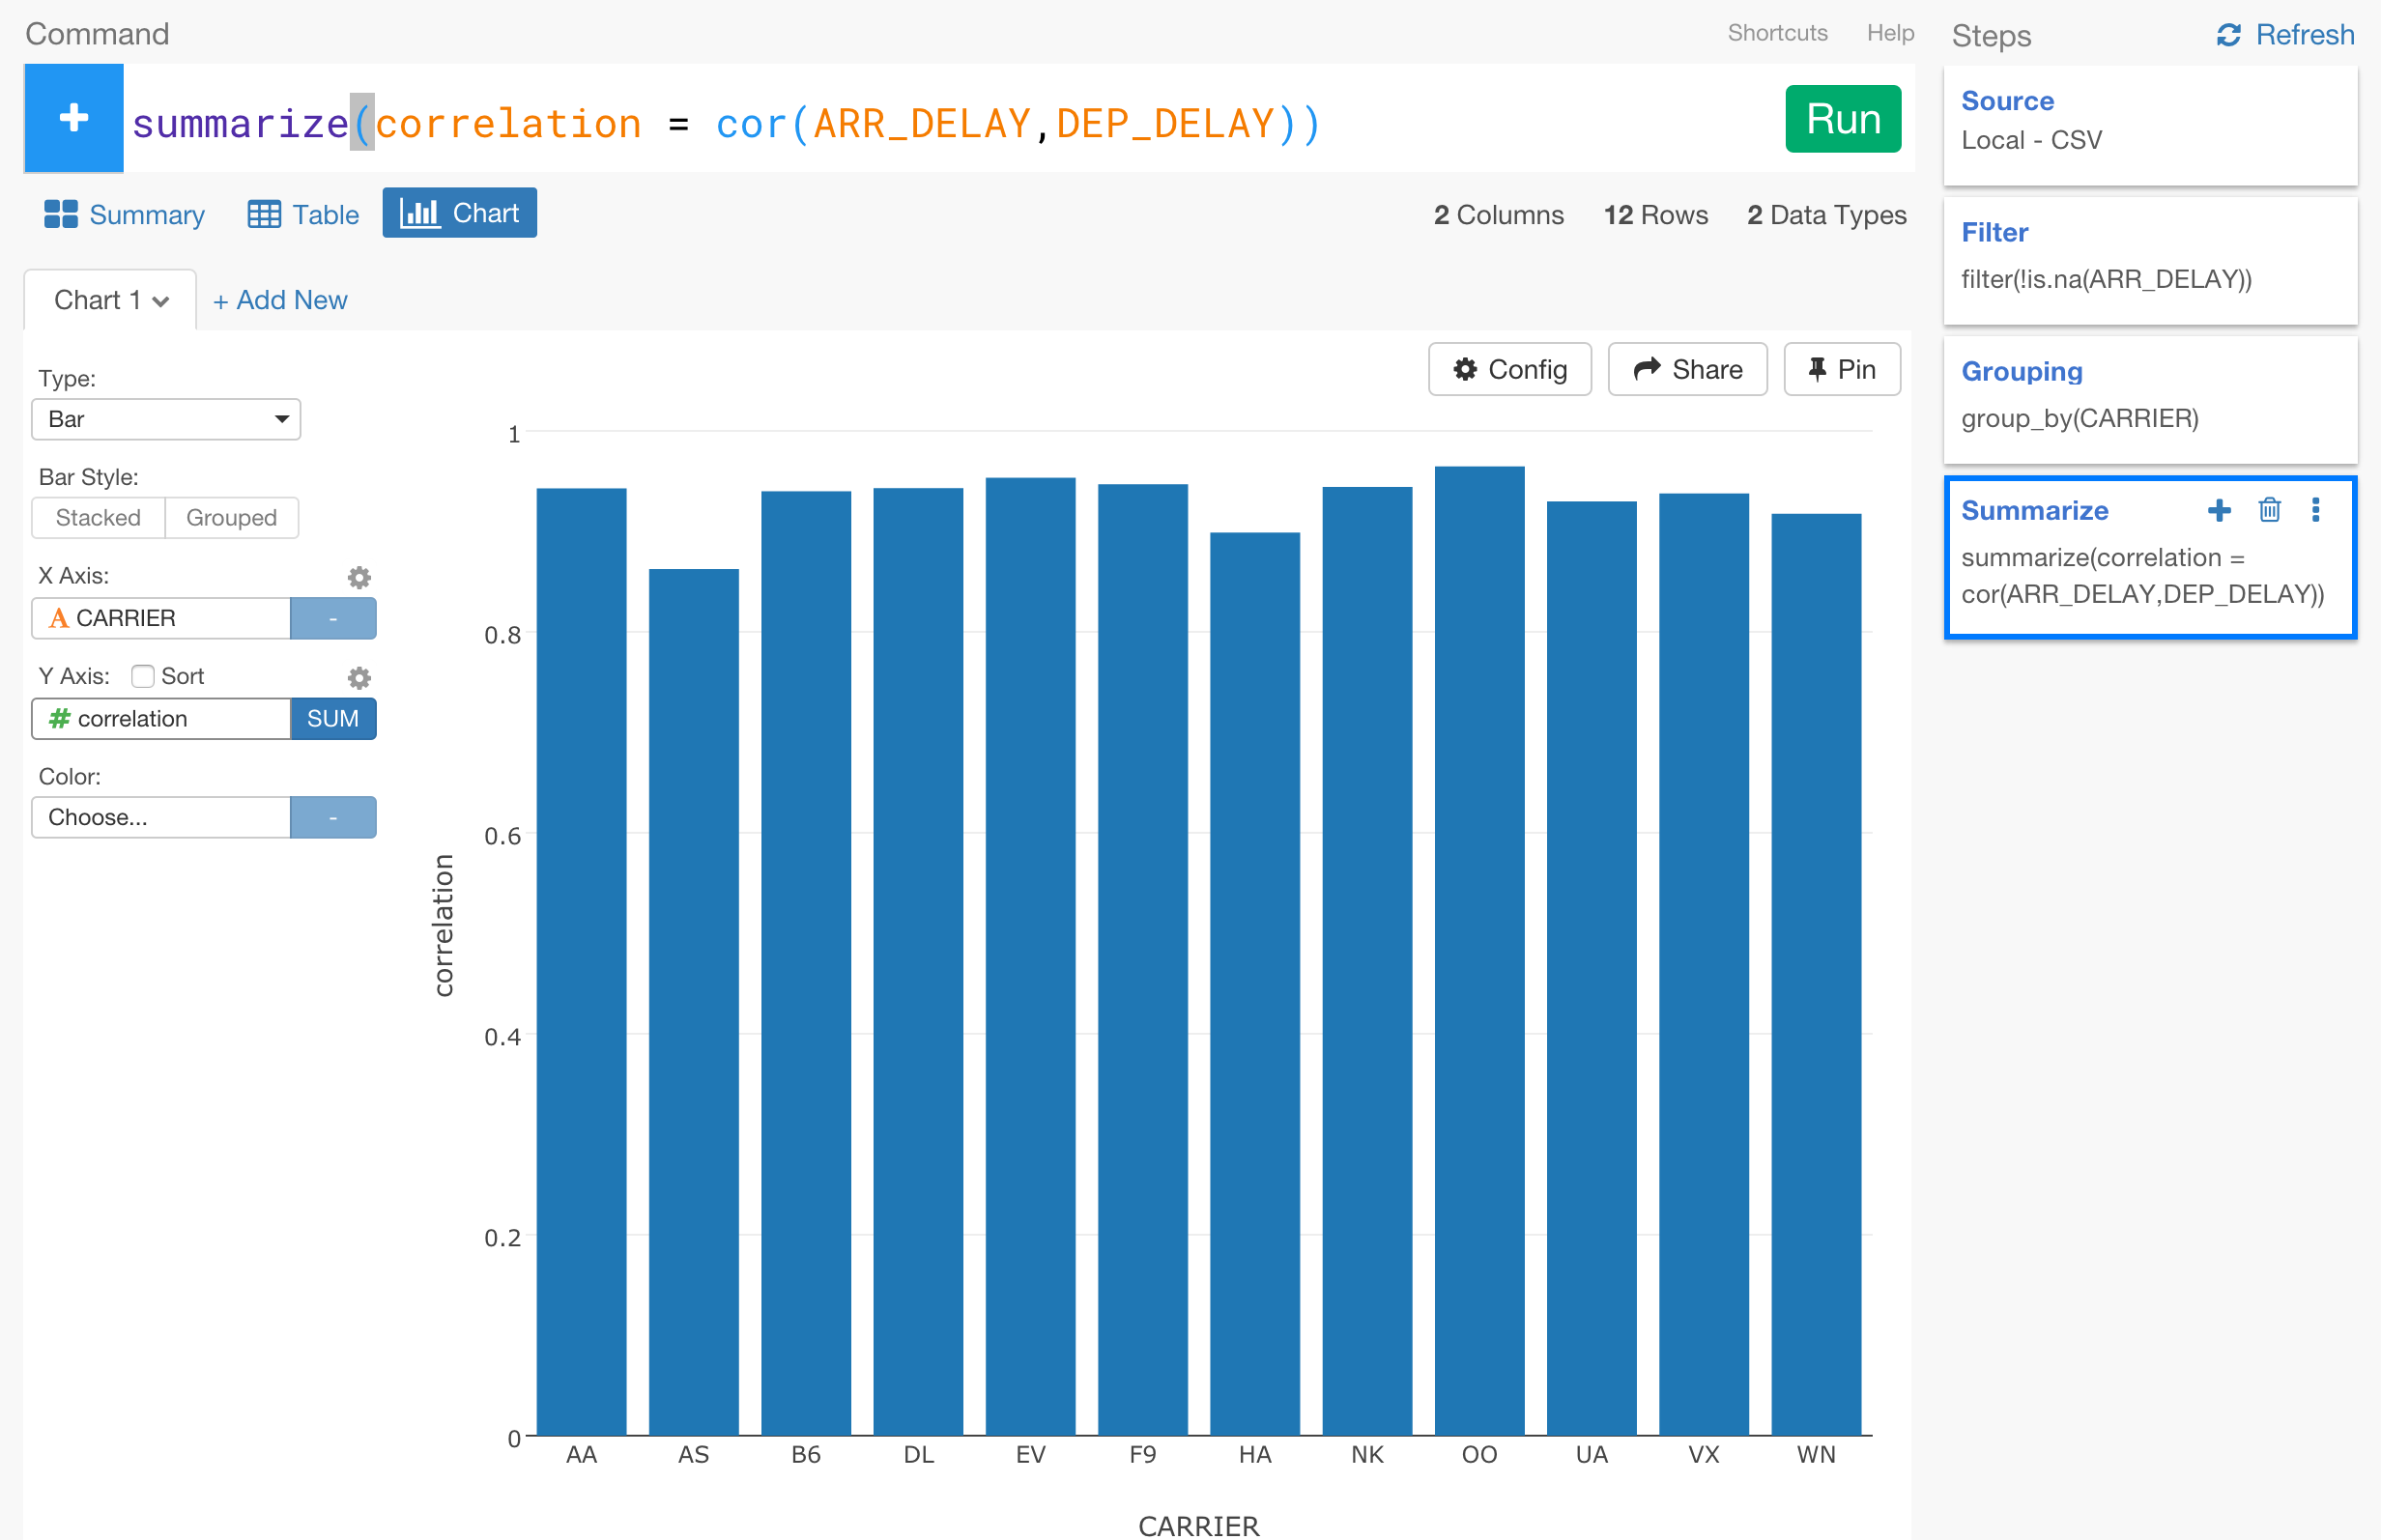 Command
Shortcuts Help
summarize(correlation = cor(ARR_DELAY,DEP_DELAY))
Run
Summary Table Chart
2 Columns 12 Rows 2 Data Types
Chart 1 + Add New
Config Share Pin
Type:
Bar
Bar Style:
Stacked Grouped
X Axis:
A CARRIER -
Y Axis: Sort
# correlation SUM
Color:
Choose... -
correlation
1
0.8
0.6
0.4
0.2
0
AA AS B6 DL EV F9 HA NK OO UA VX WN
CARRIER
Steps Refresh
Source
Local - CSV
Filter
filter(!is.na(ARR_DELAY))
Grouping
group_by(CARRIER)
Summarize
summarize(correlation =
cor(ARR_DELAY,DEP_DELAY))